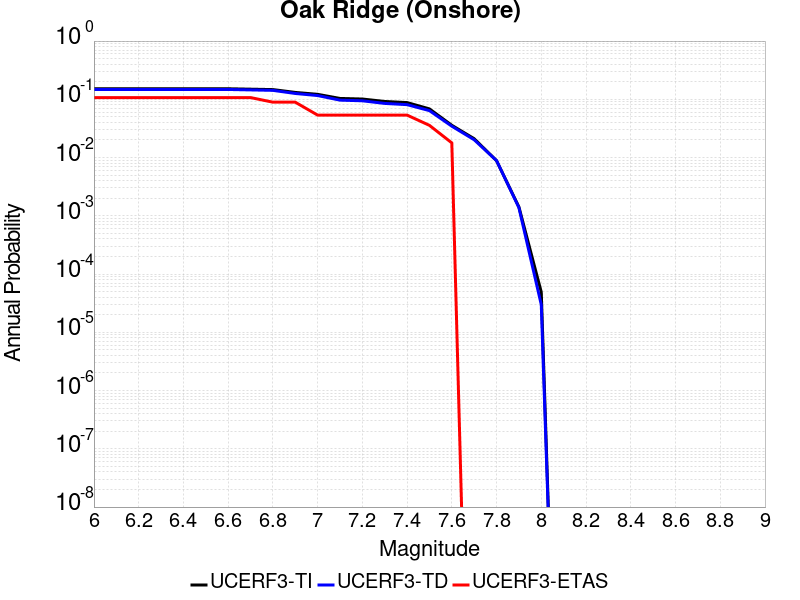 Oak Ridge (Onshore)
10^0
10^-1
10^-2
10^-3
10^-4
10^-5
10^-6
10^-7
10^-8
Annual Probability
6 6.2 6.4 6.6 6.8 7 7.2 7.4 7.6 7.8 8 8.2 8.4 8.6 8.8 9
Magnitude
UCERF3-TI UCERF3-TD UCERF3-ETAS